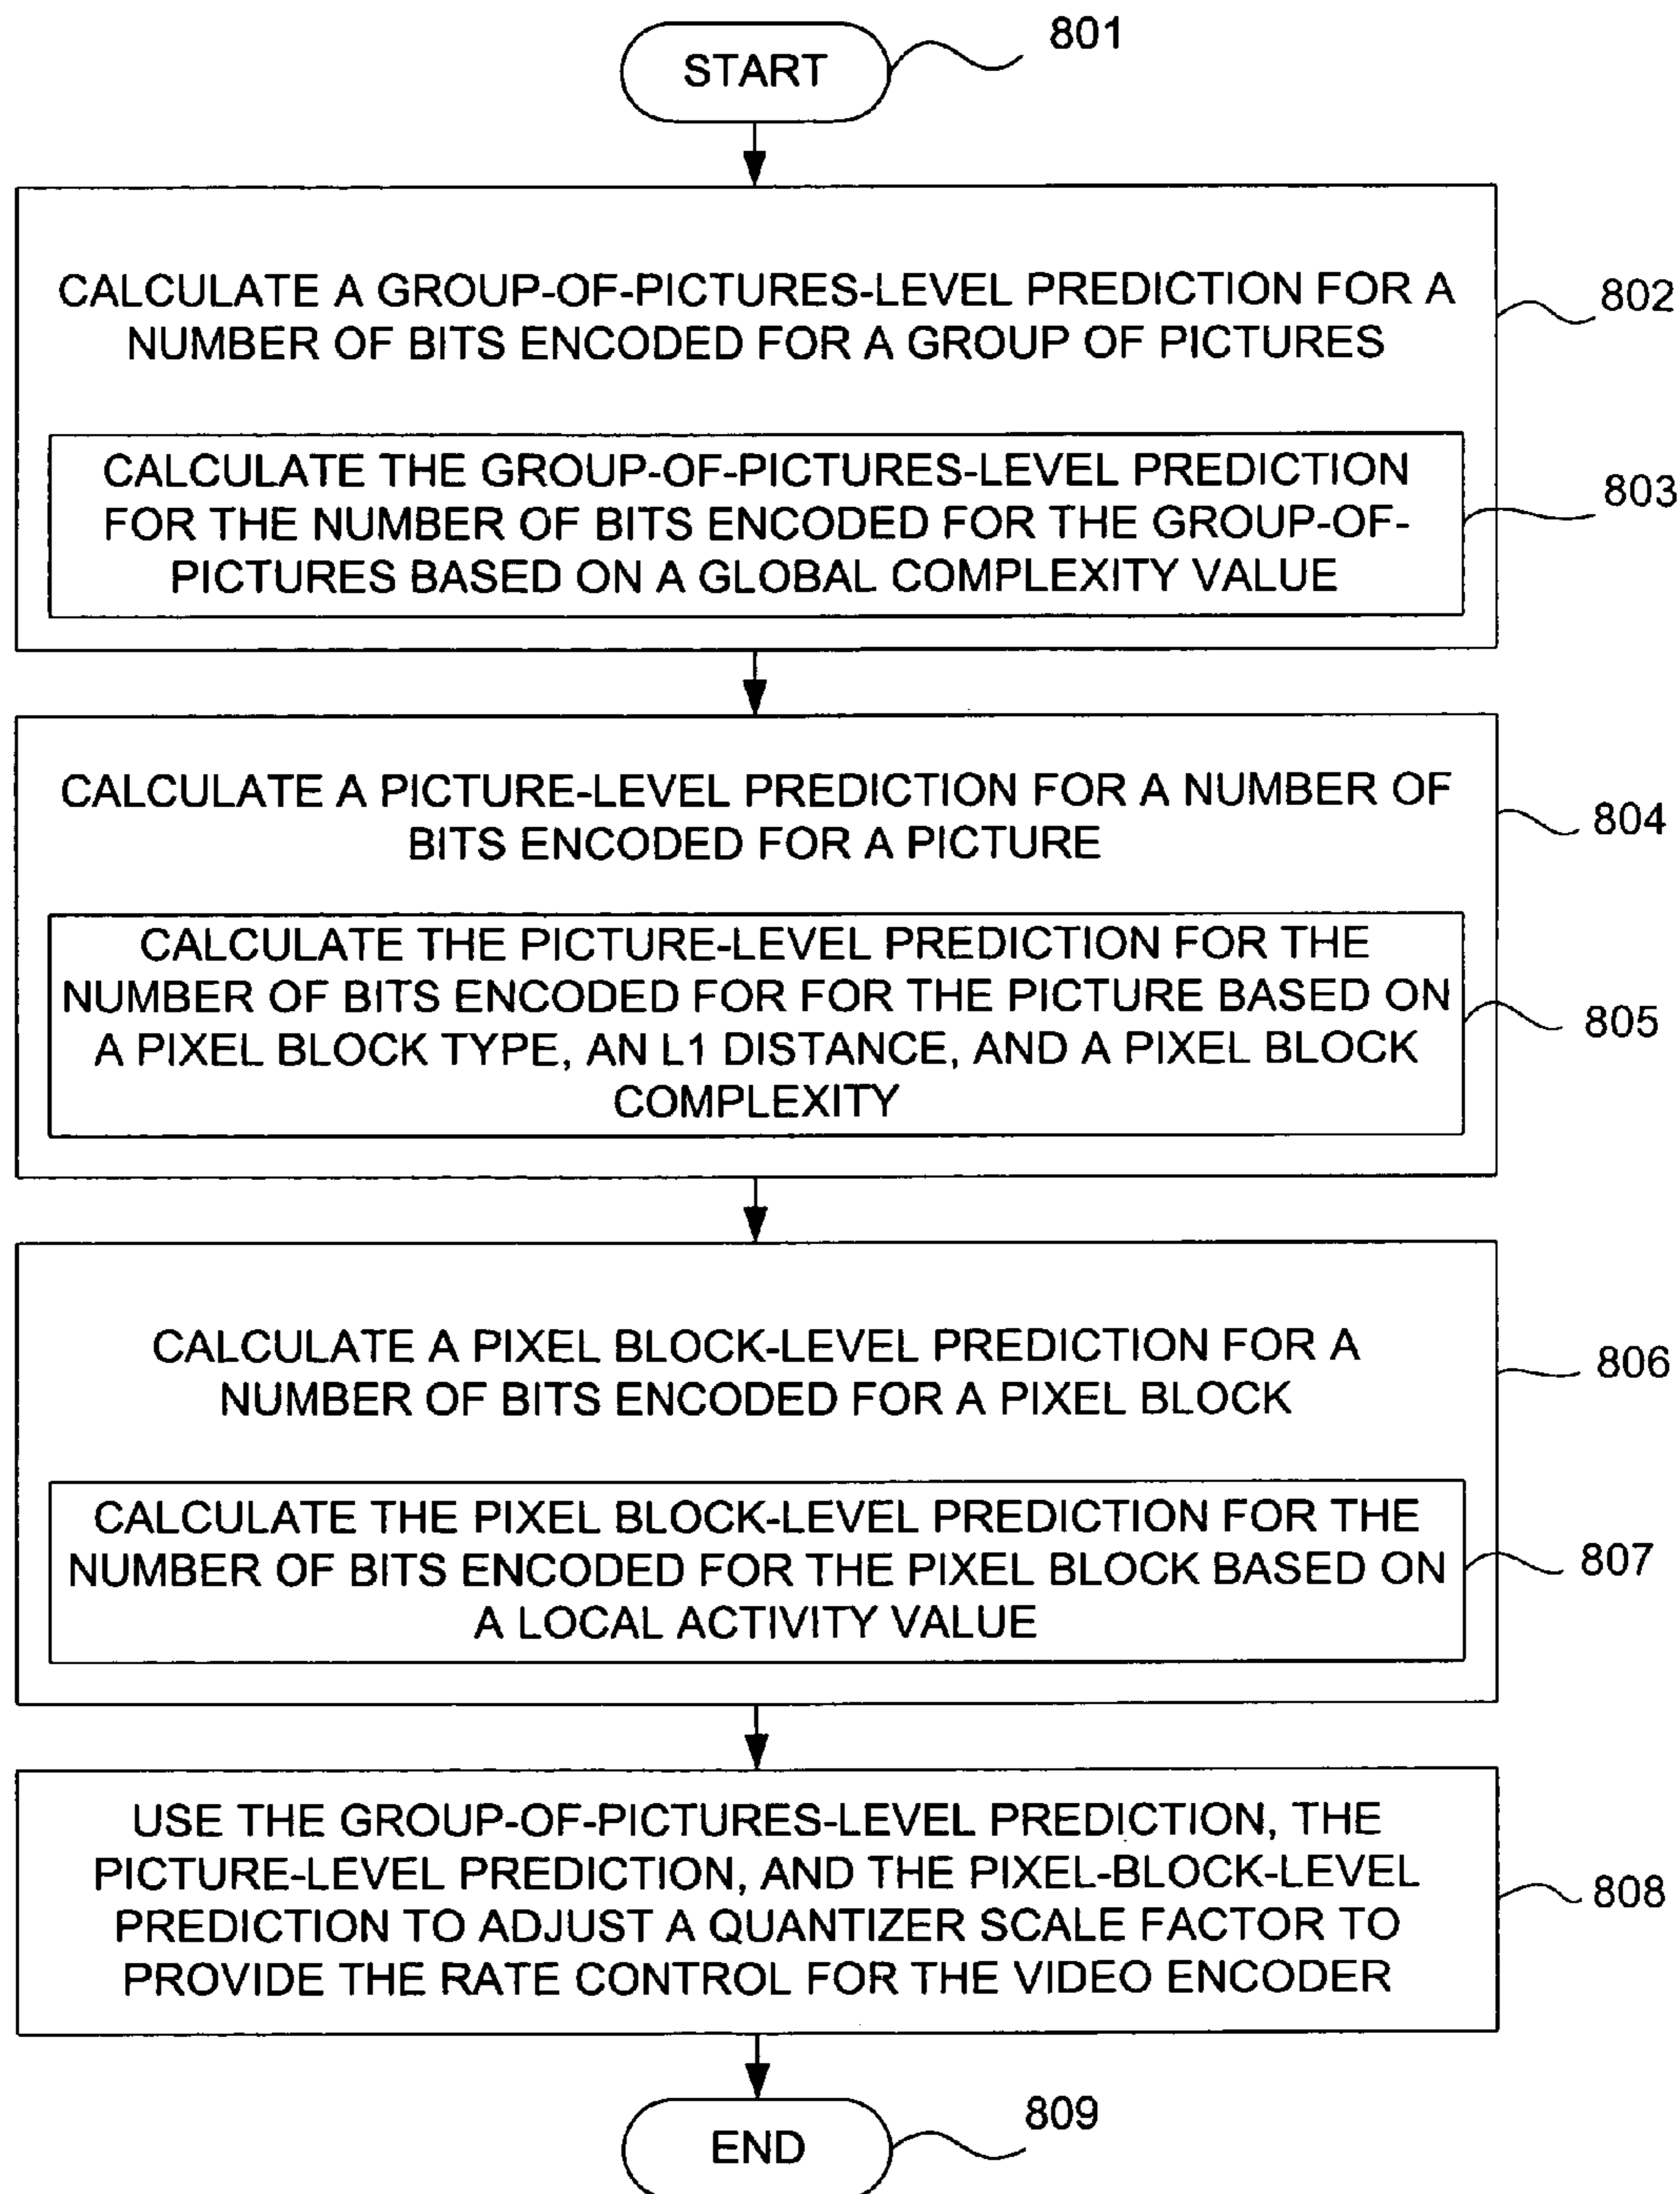 START
801
CALCULATE A GROUP-OF-PICTURES-LEVEL PREDICTION FOR A
NUMBER OF BITS ENCODED FOR A GROUP OF PICTURES
802
CALCULATE THE GROUP-OF-PICTURES-LEVEL PREDICTION
FOR THE NUMBER OF BITS ENCODED FOR THE GROUP-OF-
PICTURES BASED ON A GLOBAL COMPLEXITY VALUE
803
CALCULATE A PICTURE-LEVEL PREDICTION FOR A NUMBER OF
BITS ENCODED FOR A PICTURE
804
CALCULATE THE PICTURE-LEVEL PREDICTION FOR THE
NUMBER OF BITS ENCODED FOR FOR THE PICTURE BASED ON
A PIXEL BLOCK TYPE, AN L1 DISTANCE, AND A PIXEL BLOCK
COMPLEXITY
805
CALCULATE A PIXEL BLOCK-LEVEL PREDICTION FOR A
NUMBER OF BITS ENCODED FOR A PIXEL BLOCK
806
CALCULATE THE PIXEL BLOCK-LEVEL PREDICTION FOR THE
NUMBER OF BITS ENCODED FOR THE PIXEL BLOCK BASED ON
A LOCAL ACTIVITY VALUE
807
USE THE GROUP-OF-PICTURES-LEVEL PREDICTION, THE
PICTURE-LEVEL PREDICTION, AND THE PIXEL-BLOCK-LEVEL
PREDICTION TO ADJUST A QUANTIZER SCALE FACTOR TO
PROVIDE THE RATE CONTROL FOR THE VIDEO ENCODER
808
END
809